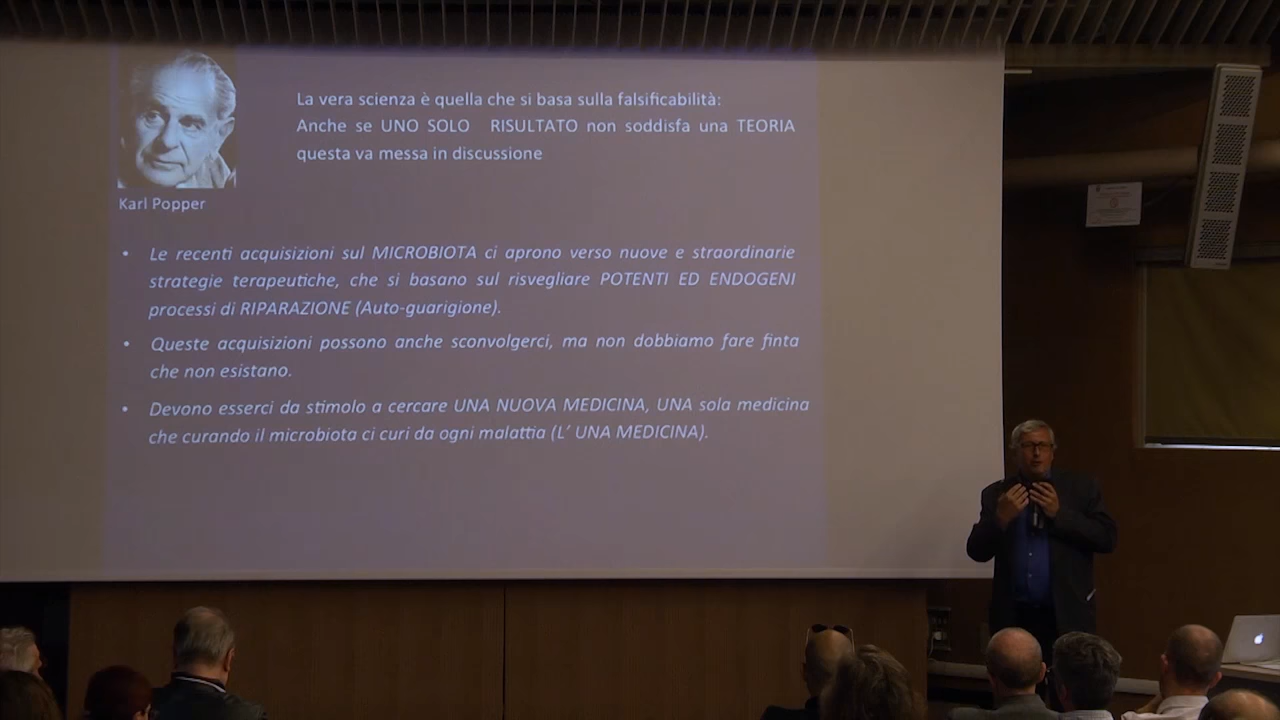 La vera scienza è quella che si basa sulla falsificabilità:
Anche se UNO SOLO RISULTATO non soddisfa una TEORIA
questa va messa in discussione
Karl Popper
• Le recenti acquisizioni sul MICROBIOTA ci aprono verso nuove e straordinarie
strategie terapeutiche, che si basano sul risvegliare POTENTI ED ENDOGENI
processi di RIPARAZIONE (Auto-guarigione).
• Queste acquisizioni possono anche sconvolgerci, ma non dobbiamo fare finta
che non esistano.
• Devono esserci da stimolo a cercare UNA NUOVA MEDICINA, UNA sola medicina
che curando il microbiota ci curi da ogni malattia (L’ UNA MEDICINA).